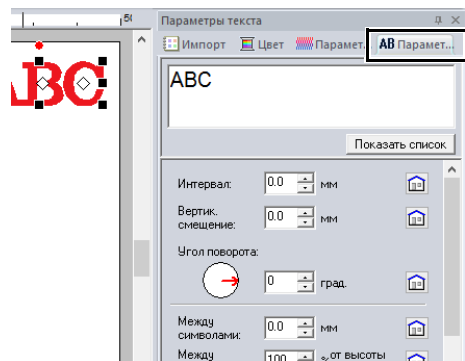 50
Параметры текста
Импорт Цвет Парамет. AB Парамет...
ABC
ABC
Показать список
Интервал: 0.0 мм
Вертик.
смещение: 0.0 мм
Угол поворота:
0 град.
Между
символами: 0.0 мм
Между 100 % от высоты